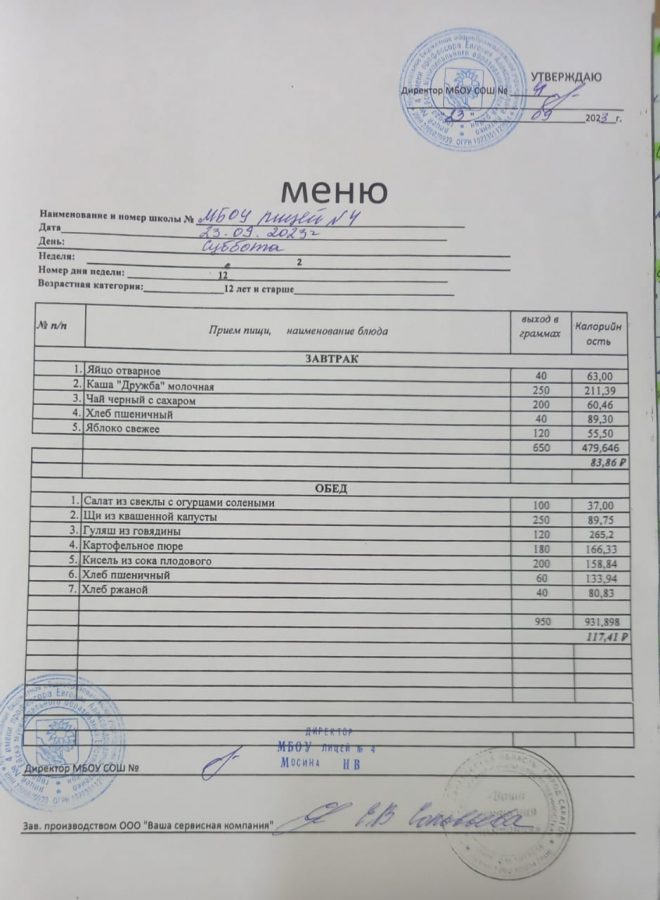 УТВЕРЖДАЮ
Директор МБОУ СОШ № 4
23 " 09 2023 г.
меню
Наименование и номер школы № МБОУ лицей №4
Дата 23.09.2023г
День: Суббота
Неделя: 2
Номер дня недели: 12
Возрастная категория: 12 лет и старше
№ п/п Прием пищи, наименование блюда выход в граммах Калорийн ость
ЗАВТРАК
1. Яйцо отварное 40 63,00
2. Каша "Дружба" молочная 250 211,39
3. Чай черный с сахаром 200 60,46
4. Хлеб пшеничный 40 89,30
5. Яблоко свежее 120 55,50
650 479,646
83,86 ₽
ОБЕД
1. Салат из свеклы с огурцами солеными 100 37,00
2. Щи из квашенной капусты 250 89,75
3. Гуляш из говядины 120 265,2
4. Картофельное пюре 180 166,33
5. Кисель из сока плодового 200 158,84
6. Хлеб пшеничный 60 133,94
7. Хлеб ржаной 40 80,83
950 931,898
117,41 ₽
ДИРЕКТОР
МБОУ ЛИЦЕЙ № 4
МОСИНА НВ
Директор МБОУ СОШ №
Зав. производством ООО "Ваша сервисная компания"